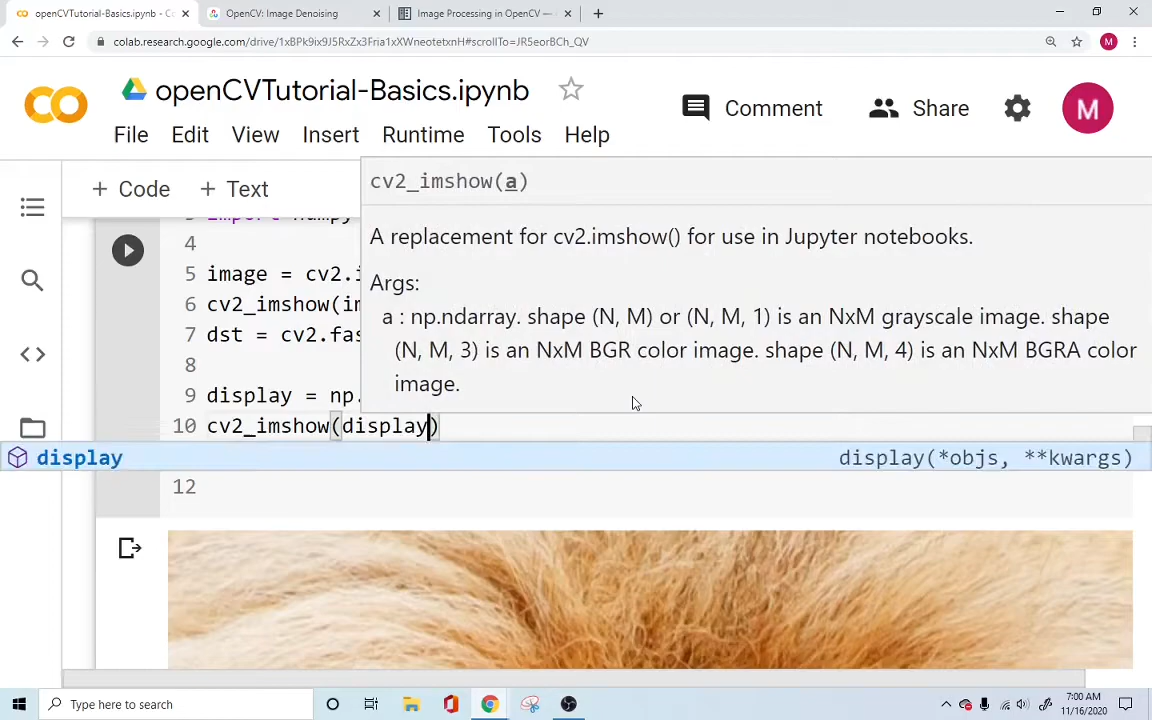 openCVTutorial-Basics.ipynb - Co
OpenCV: Image Denoising
Image Processing in OpenCV —
colab.research.google.com/drive/1xBPk9ix9J5RxZx3Fria1xXWneotetxnH#scrollTo=JR5eorBCh_QV
M
openCVTutorial-Basics.ipynb
Comment
Share
M
File Edit View Insert Runtime Tools Help
+ Code + Text
cv2_imshow(a)
A replacement for cv2.imshow() for use in Jupyter notebooks.
Args:
a : np.ndarray. shape (N, M) or (N, M, 1) is an NxM grayscale image. shape
(N, M, 3) is an NxM BGR color image. shape (N, M, 4) is an NxM BGRA color
image.
3 import numpy
4
5 image = cv2.i
6 cv2_imshow(im
7 dst = cv2.fas
8
9 display = np.
10 cv2_imshow(display)
display display(*objs, **kwargs)
12
Type here to search
7:00 AM
11/16/2020